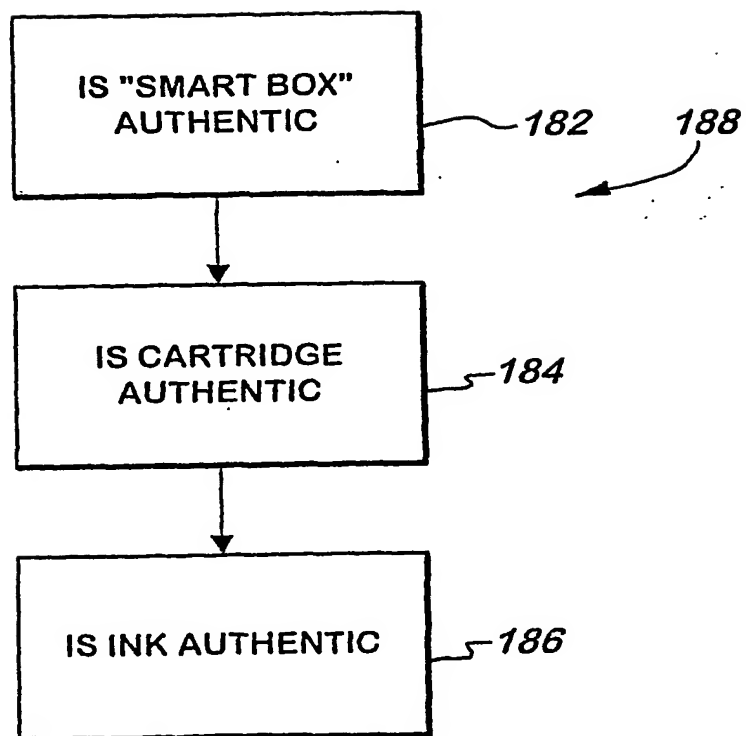 IS "SMART BOX"
AUTHENTIC
182
188
IS CARTRIDGE
AUTHENTIC
184
IS INK AUTHENTIC
186